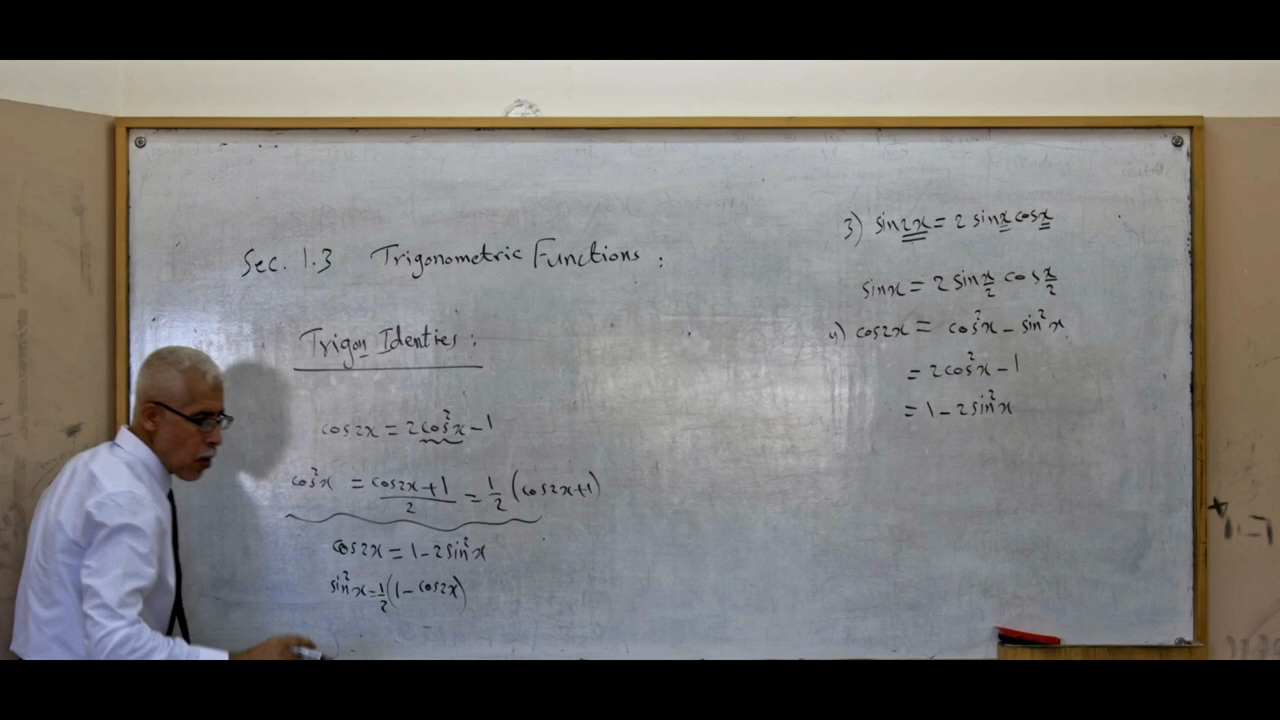 Sec. 1.3 Trigonometric Functions :
Trigon Identies :
cos2x = 2cos²x - 1
cos²x = cos2x+1/2 = 1/2 (cos2x+1)
cos2x = 1 - 2sin²x
sin²x = 1/2 (1 - cos2x)
3) sin2x = 2 sinx cosx
sinx = 2 sin x/2 cos x/2
4) cos2x = cos²x - sin²x
= 2cos²x - 1
= 1 - 2sin²x